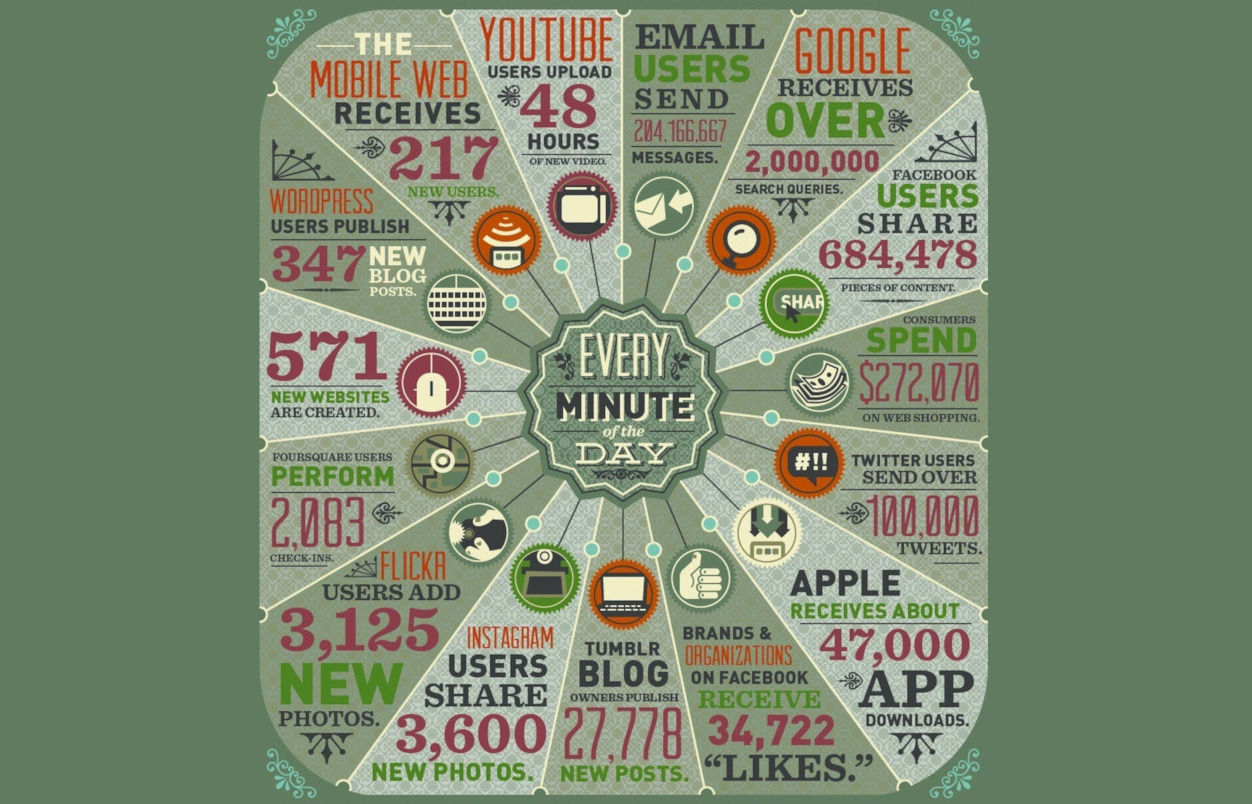 EVERY
MINUTE
of the
DAY
THE
MOBILE WEB
RECEIVES
217
NEW USERS.
YOUTUBE
USERS UPLOAD
48
HOURS
OF NEW VIDEO.
EMAIL
USERS
SEND
204,166,667
MESSAGES.
GOOGLE
RECEIVES
OVER
2,000,000
SEARCH QUERIES.
FACEBOOK
USERS
SHARE
684,478
PIECES OF CONTENT.
SHAR
CONSUMERS
SPEND
$272,070
ON WEB SHOPPING.
#!!
TWITTER USERS
SEND OVER
100,000
TWEETS.
APPLE
RECEIVES ABOUT
47,000
APP
DOWNLOADS.
BRANDS &
ORGANIZATIONS
ON FACEBOOK
RECEIVE
34,722
“LIKES.”
TUMBLR
BLOG
OWNERS PUBLISH
27,778
NEW POSTS.
INSTAGRAM
USERS
SHARE
3,600
NEW PHOTOS.
FLICKR
USERS ADD
3,125
NEW
PHOTOS.
FOURSQUARE USERS
PERFORM
2,083
CHECK-INS.
571
NEW WEBSITES
ARE CREATED.
WORDPRESS
USERS PUBLISH
347 NEW
BLOG
POSTS.